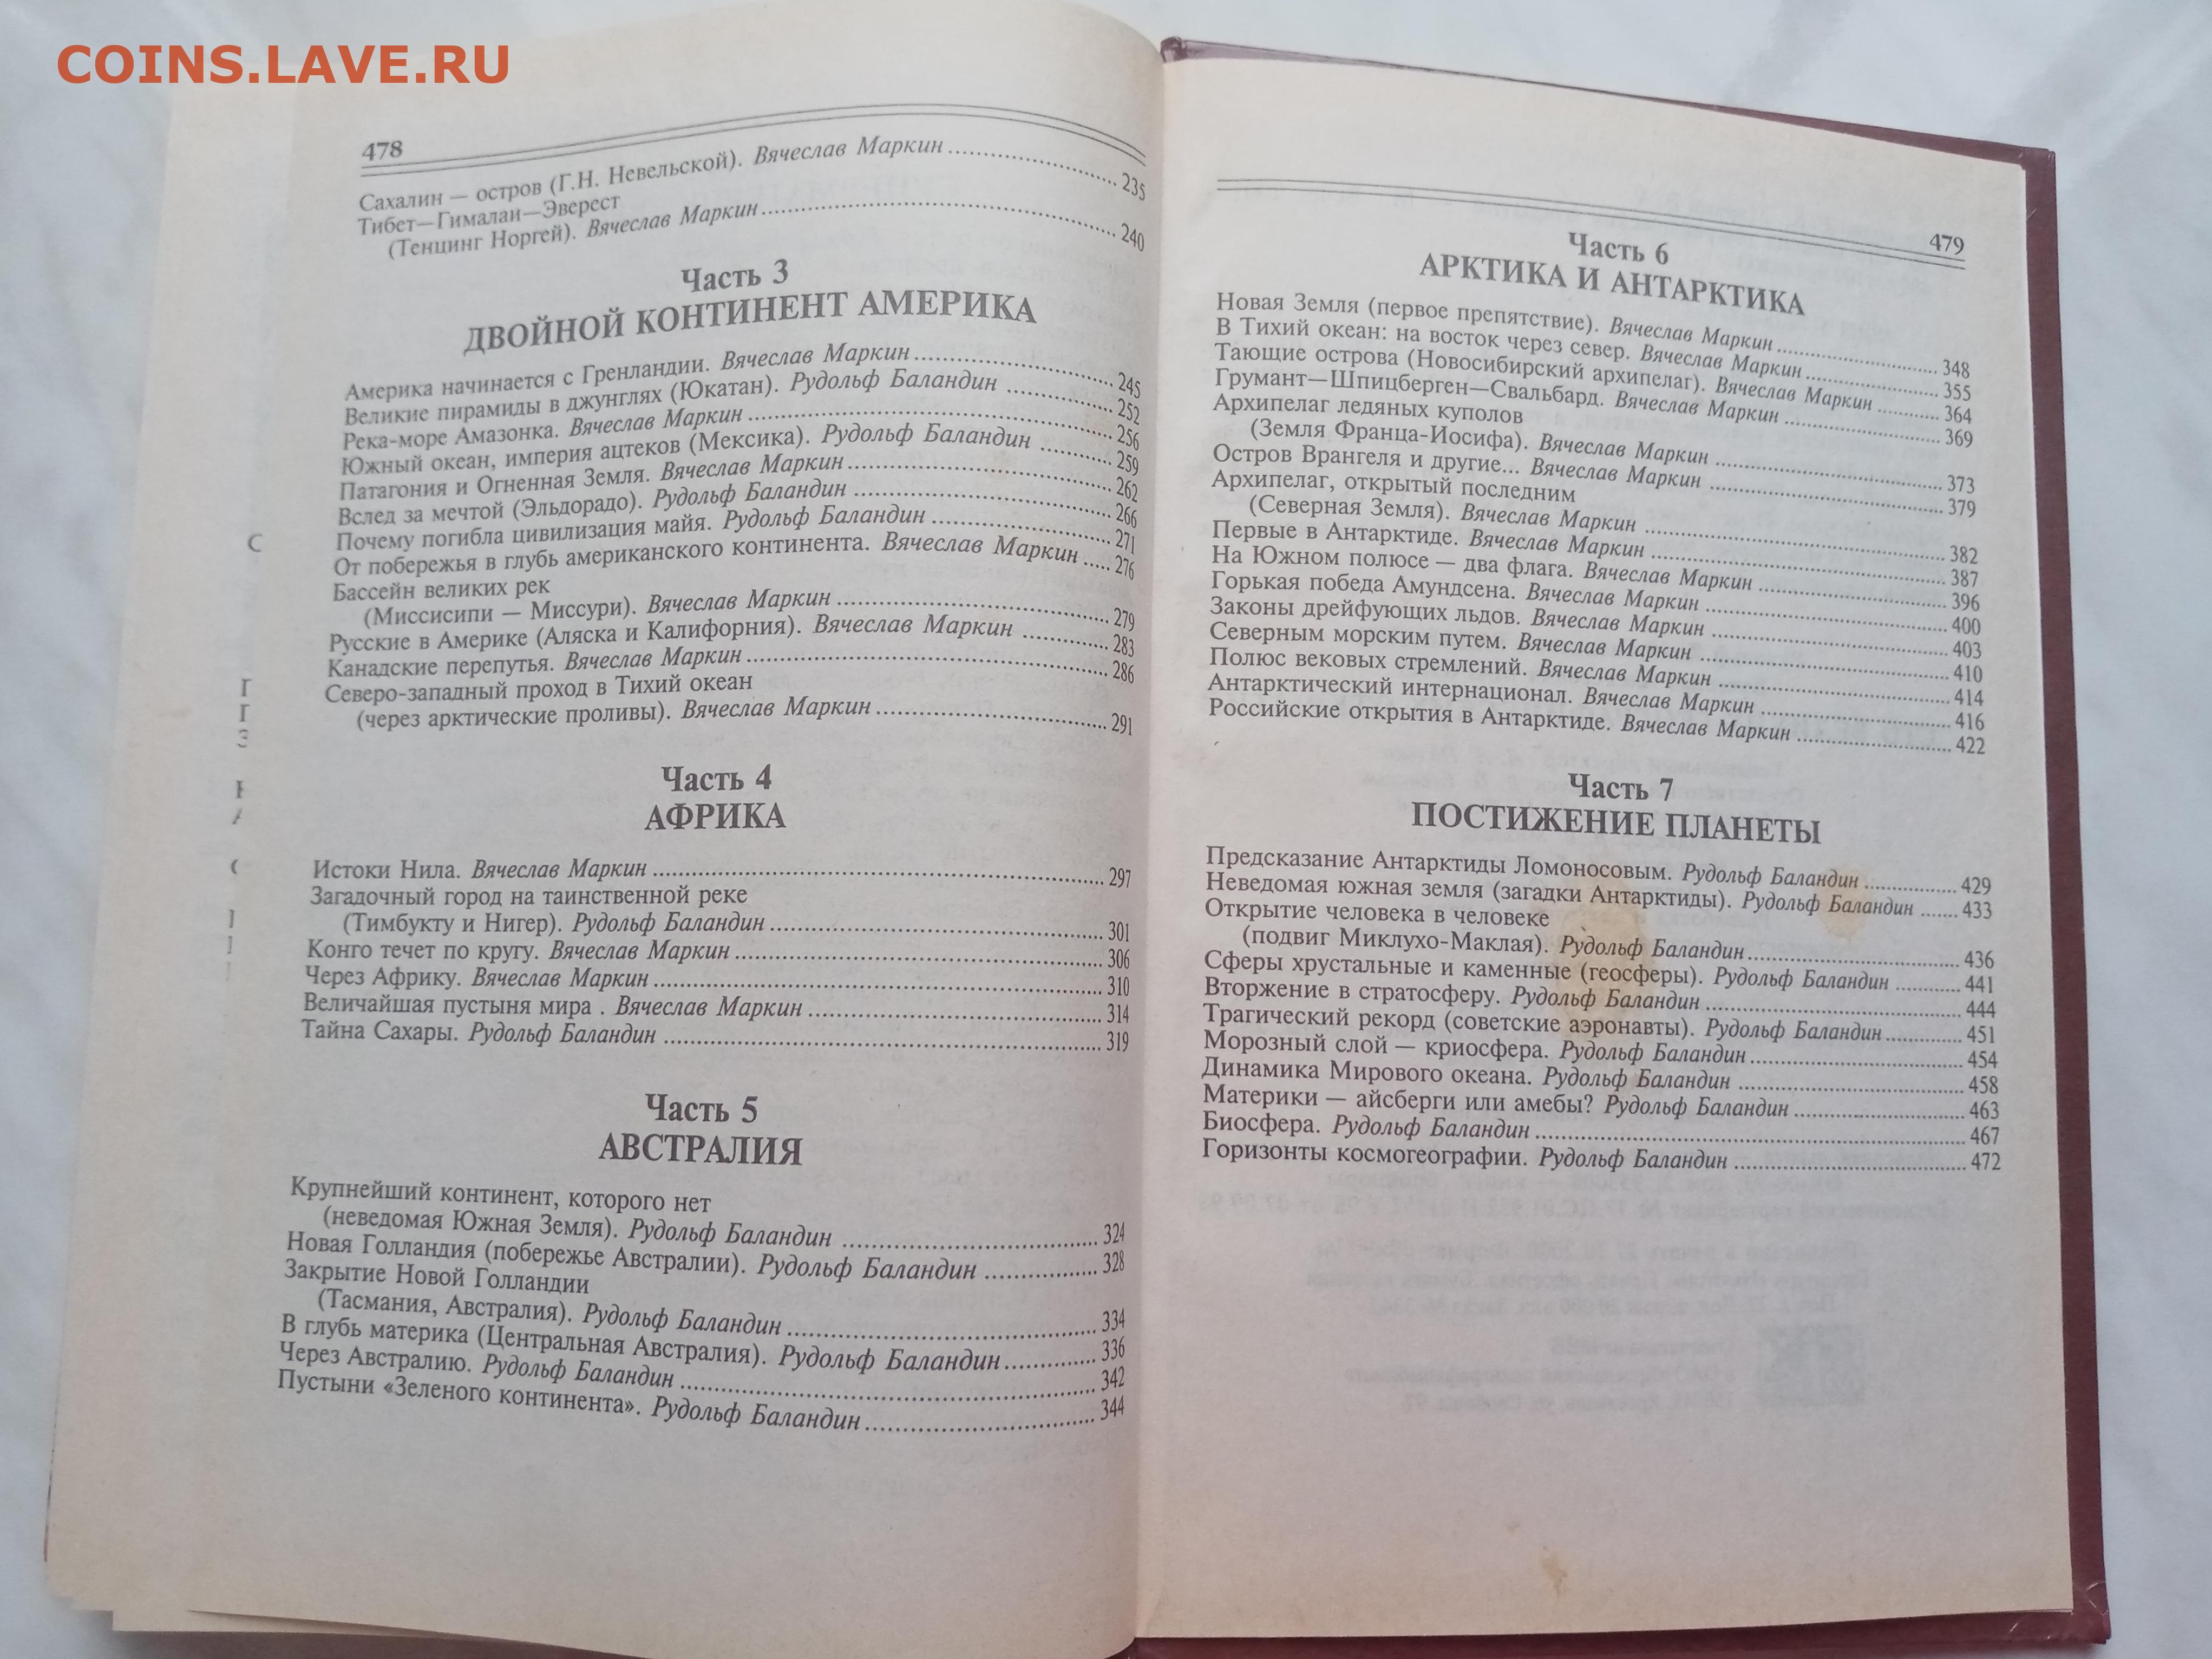 COINS.LAVE.RU
478
Сахалин — остров (Г.Н. Невельской). Вячеслав Маркин ..... 235
Тибет—Гималаи—Эверест
(Тенцинг Норгей). Вячеслав Маркин ..... 240
Часть 3
ДВОЙНОЙ КОНТИНЕНТ АМЕРИКА
Америка начинается с Гренландии. Вячеслав Маркин ..... 245
Великие пирамиды в джунглях (Юкатан). Рудольф Баландин ..... 252
Река-море Амазонка. Вячеслав Маркин ..... 256
Южный океан, империя ацтеков (Мексика). Рудольф Баландин ..... 259
Патагония и Огненная Земля. Вячеслав Маркин ..... 262
Вслед за мечтой (Эльдорадо). Рудольф Баландин ..... 266
Почему погибла цивилизация майя. Рудольф Баландин ..... 271
От побережья в глубь американского континента. Вячеслав Маркин ..... 276
Бассейн великих рек
(Миссисипи — Миссури). Вячеслав Маркин ..... 279
Русские в Америке (Аляска и Калифорния). Вячеслав Маркин ..... 283
Канадские перепутья. Вячеслав Маркин ..... 286
Северо-западный проход в Тихий океан
(через арктические проливы). Вячеслав Маркин ..... 291
Часть 4
АФРИКА
Истоки Нила. Вячеслав Маркин ..... 297
Загадочный город на таинственной реке
(Тимбукту и Нигер). Рудольф Баландин ..... 301
Конго течет по кругу. Вячеслав Маркин ..... 306
Через Африку. Вячеслав Маркин ..... 310
Величайшая пустыня мира . Вячеслав Маркин ..... 314
Тайна Сахары. Рудольф Баландин ..... 319
Часть 5
АВСТРАЛИЯ
Крупнейший континент, которого нет
(неведомая Южная Земля). Рудольф Баландин ..... 324
Новая Голландия (побережье Австралии). Рудольф Баландин ..... 328
Закрытие Новой Голландии
(Тасмания, Австралия). Рудольф Баландин ..... 334
В глубь материка (Центральная Австралия). Рудольф Баландин ..... 336
Через Австралию. Рудольф Баландин ..... 342
Пустыни «Зеленого континента». Рудольф Баландин ..... 344
479
Часть 6
АРКТИКА И АНТАРКТИКА
Новая Земля (первое препятствие). Вячеслав Маркин ..... 348
В Тихий океан: на восток через север. Вячеслав Маркин ..... 355
Тающие острова (Новосибирский архипелаг). Вячеслав Маркин ..... 364
Грумант—Шпицберген—Свальбард. Вячеслав Маркин ..... 369
Архипелаг ледяных куполов
(Земля Франца-Иосифа). Вячеслав Маркин ..... 373
Остров Врангеля и другие... Вячеслав Маркин ..... 379
Архипелаг, открытый последним
(Северная Земля). Вячеслав Маркин ..... 382
Первые в Антарктиде. Вячеслав Маркин ..... 387
На Южном полюсе — два флага. Вячеслав Маркин ..... 396
Горькая победа Амундсена. Вячеслав Маркин ..... 400
Законы дрейфующих льдов. Вячеслав Маркин ..... 403
Северным морским путем. Вячеслав Маркин ..... 410
Полюс вековых стремлений. Вячеслав Маркин ..... 414
Антарктический интернационал. Вячеслав Маркин ..... 416
Российские открытия в Антарктиде. Вячеслав Маркин ..... 422
Часть 7
ПОСТИЖЕНИЕ ПЛАНЕТЫ
Предсказание Антарктиды Ломоносовым. Рудольф Баландин ..... 429
Неведомая южная земля (загадки Антарктиды). Рудольф Баландин ..... 433
Открытие человека в человеке
(подвиг Миклухо-Маклая). Рудольф Баландин ..... 436
Сферы хрустальные и каменные (геосферы). Рудольф Баландин ..... 441
Вторжение в стратосферу. Рудольф Баландин ..... 444
Трагический рекорд (советские аэронавты). Рудольф Баландин ..... 451
Морозный слой — криосфера. Рудольф Баландин ..... 454
Динамика Мирового океана. Рудольф Баландин ..... 458
Материки — айсберги или амебы? Рудольф Баландин ..... 463
Биосфера. Рудольф Баландин ..... 467
Горизонты космогеографии. Рудольф Баландин ..... 472